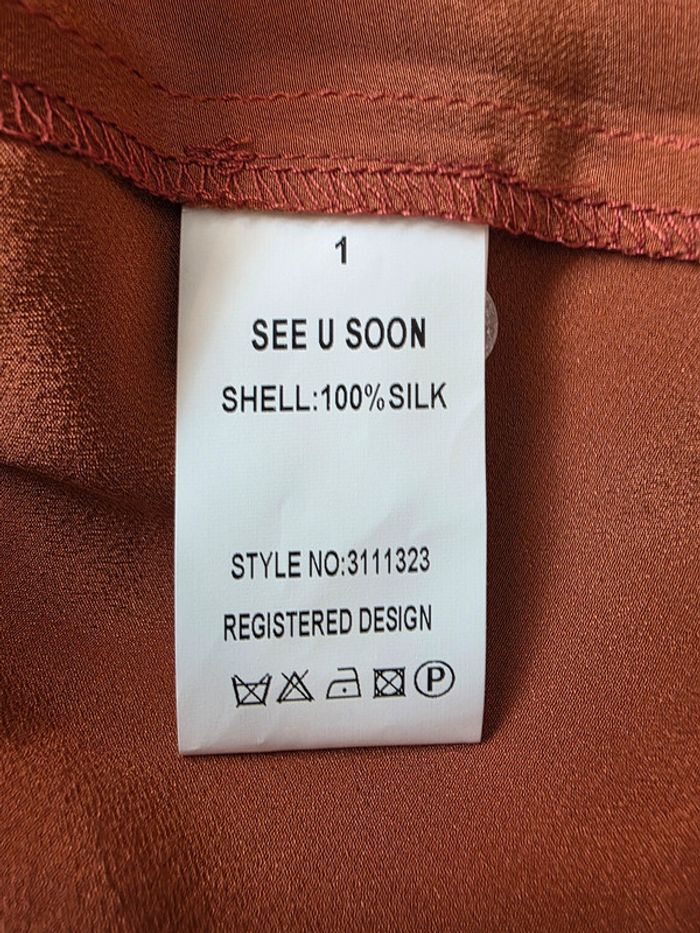 1
SEE U SOON
SHELL:100%SILK
STYLE NO:3111323
REGISTERED DESIGN
P